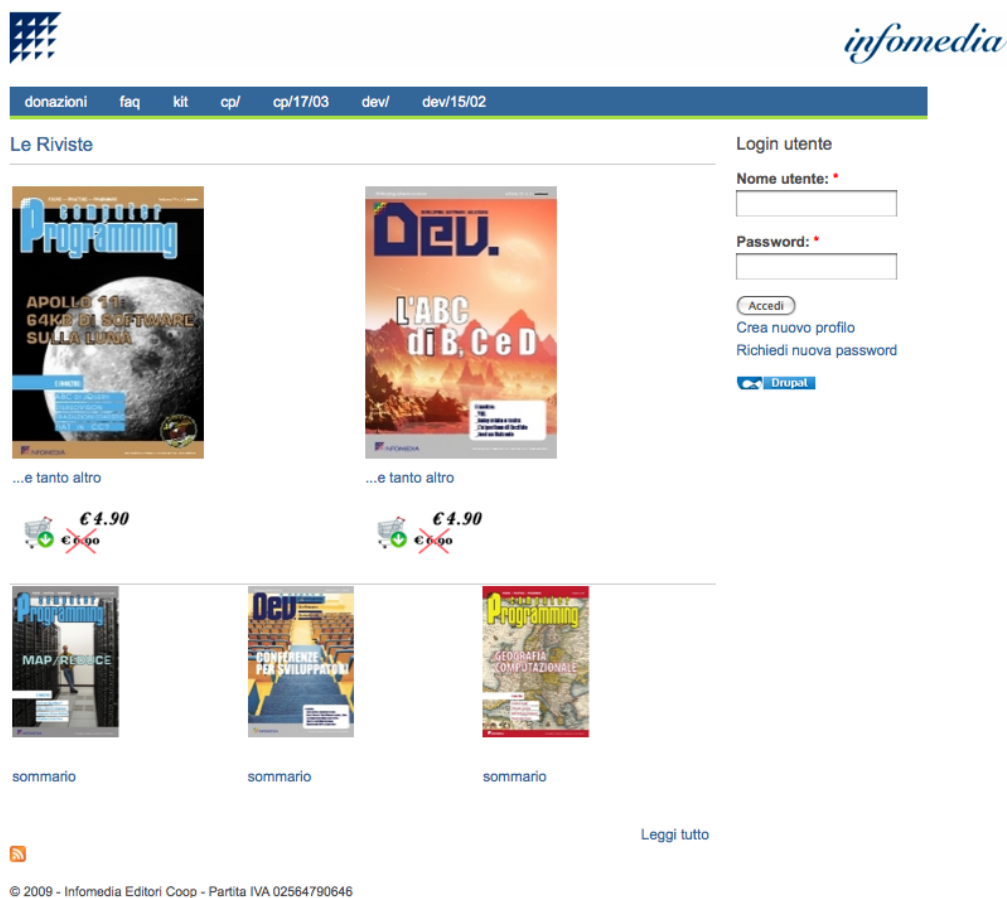 infomedia
donazioni faq kit cp/ cp/17/03 dev/ dev/15/02
Le Riviste
computer
Programming
APOLLO 11:
64KB DI SOFTWARE
SULLA LUNA
INFOMEDIA
...e tanto altro
€ 4.90
€ 6.90
Dev.
L'ABC
di B, C e D
INFOMEDIA
...e tanto altro
€ 4.90
€ 6.90
computer
Programming
MAP/REDUCE
sommario
Dev.
CONFERENZE
PER SVILUPPATORI
sommario
computer
Programming
GEOGRAFIA
COMPUTAZIONALE
sommario
Leggi tutto
Login utente
Nome utente: *
Password: *
Accedi
Crea nuovo profilo
Richiedi nuova password
Drupal
© 2009 - Infomedia Editori Coop - Partita IVA 02564790646